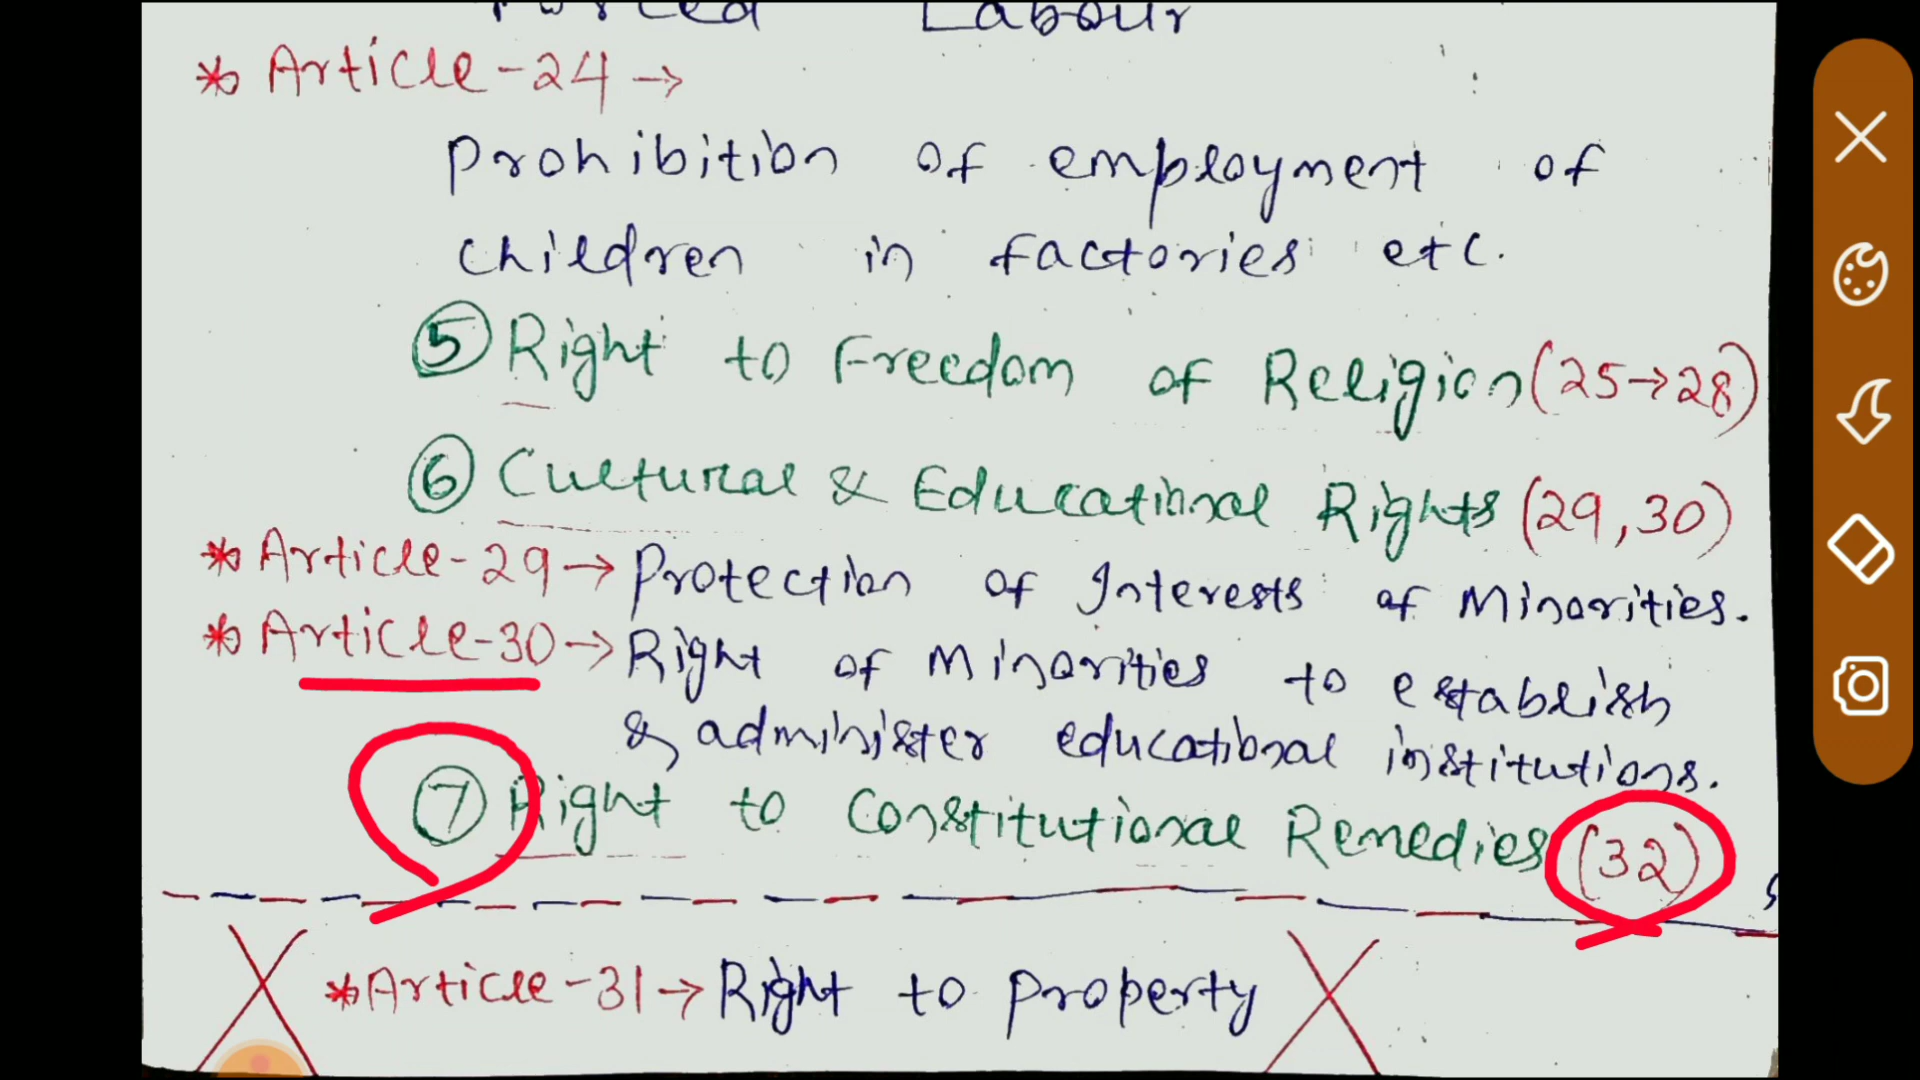 Forced Labour
* Article-24 →
Prohibition of employment of
children in factories etc.
⑤ Right to Freedom of Religion (25→28)
⑥ Cultural & Educational Rights (29, 30)
* Article-29 → Protection of Interests of Minorities.
* Article-30 → Right of Minorities to establish
& administer educational institutions.
⑦ Right to Constitutional Remedies (32)
* Article-31 → Right to Property